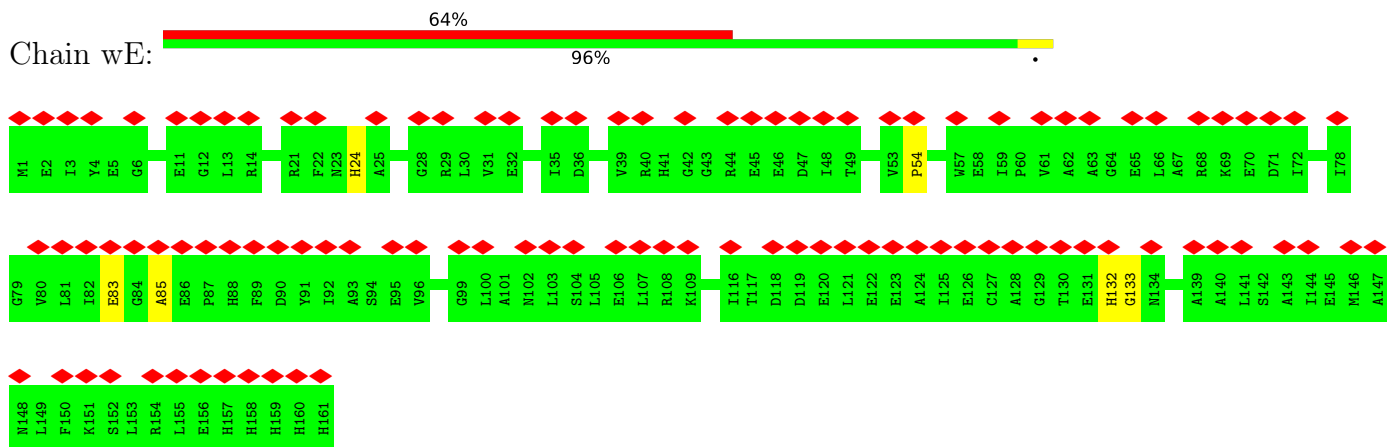 64%
Chain wE:
96%
.
M1 E2 I3 Y4 E5 G6 E11 G12 L13 R14 R21 F22 N23 H24 A25 G28 R29 L30 V31 E32 I35 D36 V39 R40 H41 G42 G43 R44 E45 E46 D47 I48 T49 V53 P54 W57 E58 I59 P60 V61 A62 A63 G64 E65 L66 A67 R68 K69 E70 D71 I72 I78
G79 V80 L81 I82 E83 G84 A85 E86 P87 H88 F89 D90 Y91 I92 A93 S94 E95 V96 G99 L100 A101 N102 L103 S104 L105 E106 L107 R108 K109 I116 T117 D118 D119 E120 L121 E122 E123 A124 I125 E126 C127 A128 G129 T130 E131 H132 G133 N134 A139 A140 L141 S142 A143 I144 E145 M146 A147
N148 L149 F150 K151 S152 L153 R154 L155 E156 H157 H158 H159 H160 H161